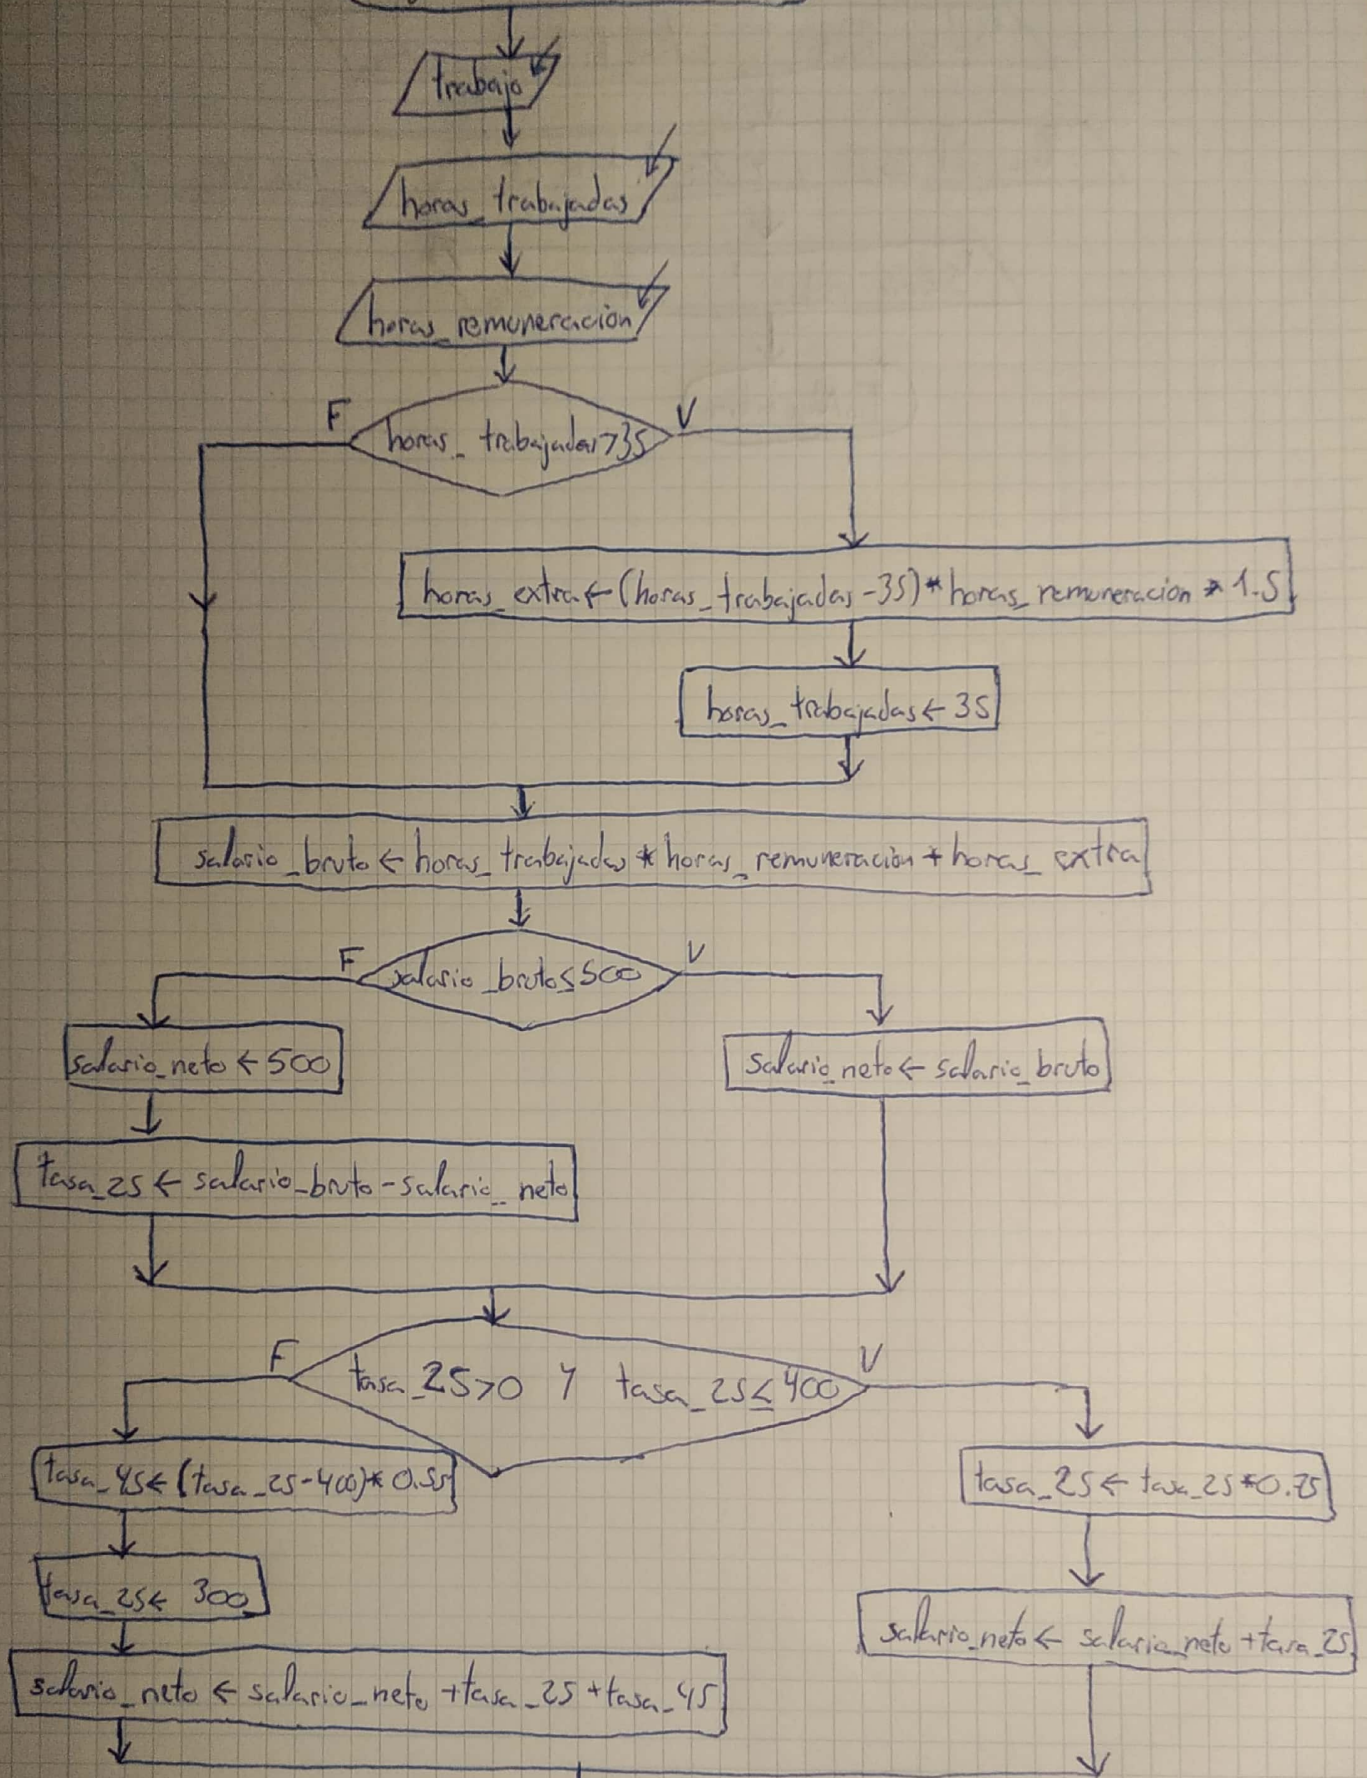 trabajo
horas_trabajadas
horas_remuneración
F
V
horas_trabajadas>35
horas_extra←(horas_trabajadas-35)*horas_remuneración*1.5
horas_trabajadas←35
salario_bruto←horas_trabajadas*horas_remuneración+horas_extra
F
V
salario_bruto≤500
salario_neto←500
salario_neto←salario_bruto
tasa_25←salario_bruto-salario_neto
F
V
tasa_25>0 Y tasa_25≤400
tasa_45←(tasa_25-400)*0.55
tasa_25←tasa_25*0.75
tasa_25←300
salario_neto←salario_neto+tasa_25
salario_neto←salario_neto+tasa_25+tasa_45